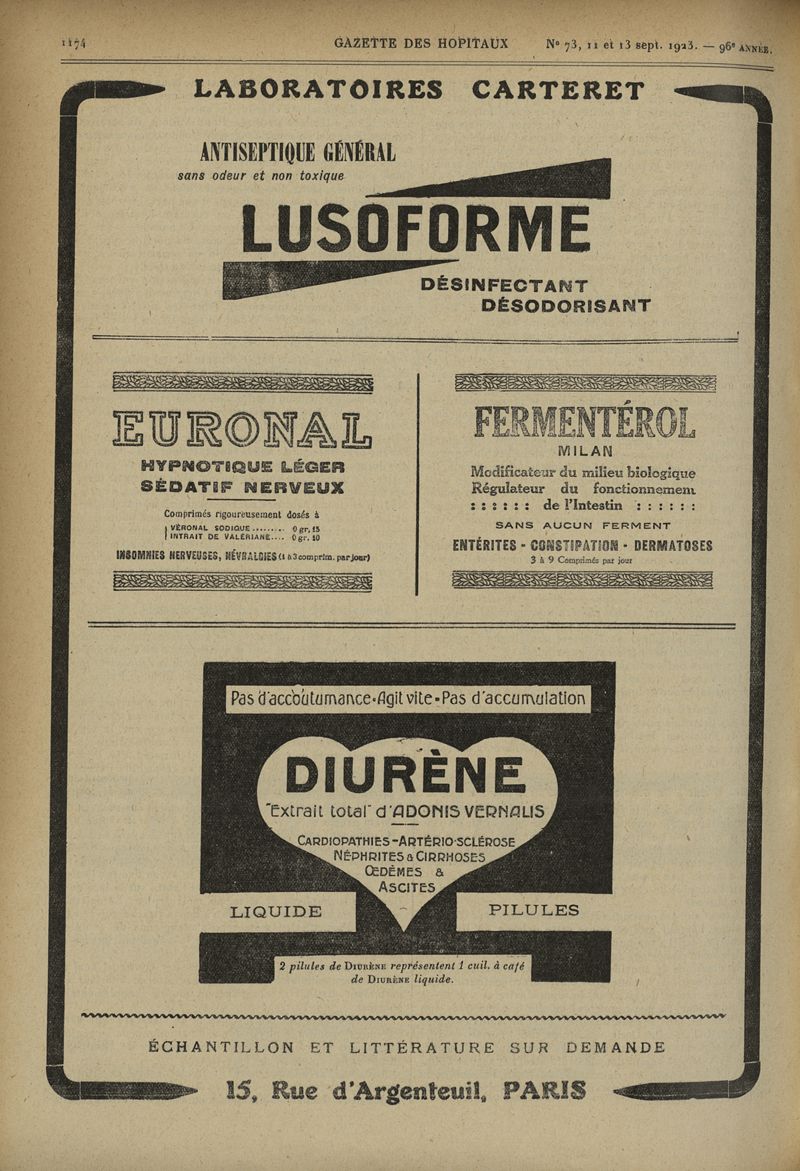 1174 GAZETTE DES HOPITAUX N° 73, 11 et 13 sept. 1923. — 96e ANNÉE.
LABORATOIRES CARTERET
ANTISEPTIQUE GÉNÉRAL
sans odeur et non toxique
LUSOFORME
DÉSINFECTANT
DÉSODORISANT
EURONAL
HYPNOTIQUE LÉGER
SÉDATIF NERVEUX
Comprimés rigoureusement dosés à
VÉRONAL SODIQUE......... 0 gr, 15
INTRAIT DE VALÉRIANE.... 0 gr. 10
INSOMNIES NERVEUSES, NÉVRALGIES (1 à 3 comprim. par jour)
FERMENTÉROL
MILAN
Modificateur du milieu biologique
Régulateur du fonctionnement
: : : : : : de l'Intestin : : : : : :
SANS AUCUN FERMENT
ENTÉRITES - CONSTIPATION - DERMATOSES
3 à 9 Comprimés par jour
Pas d'accoutumance-Agit vite-Pas d'accumulation
DIURÈNE
"Extrait total" d'ADONIS VERNALIS
CARDIOPATHIES-ARTÉRIO-SCLÉROSE
NÉPHRITES & CIRRHOSES
ŒDÈMES &
ASCITES
LIQUIDE PILULES
2 pilules de DIURÈNE représentent 1 cuil. à café
de DIURÈNE liquide.
ÉCHANTILLON ET LITTÉRATURE SUR DEMANDE
15, Rue d'Argenteuil, PARIS